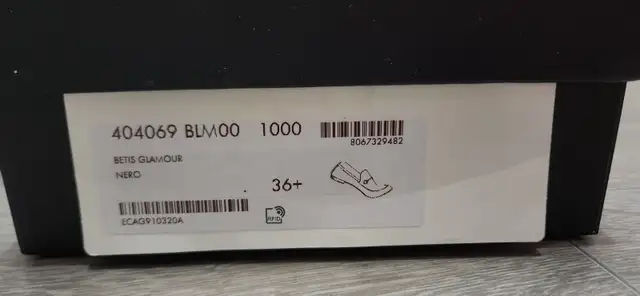 404069 BLM00 1000
8067329482
BETIS GLAMOUR
NERO
36+
ECAG910320A
RFID